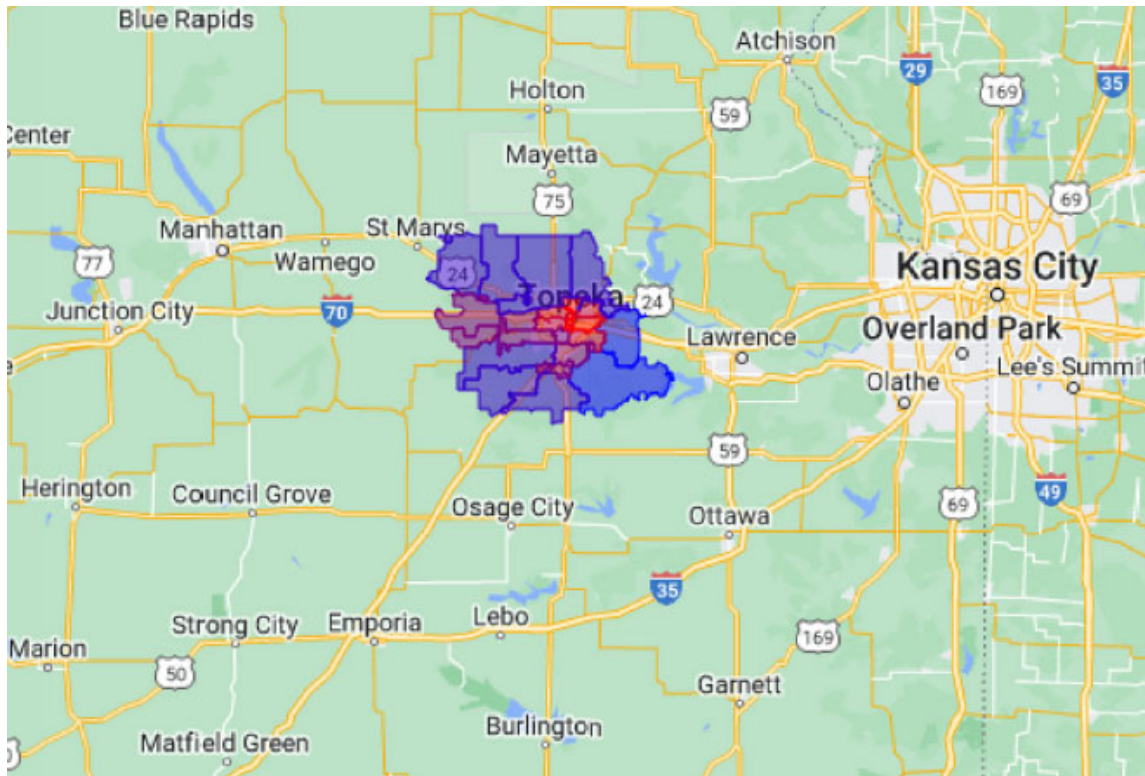 Blue Rapids
Atchison
29
35
Holton
59
169
Center
Mayetta
75
69
Manhattan
St Marys
Wamego
77
24
Kansas City
Topeka
24
Junction City
70
Lawrence
Overland Park
Olathe
Lee's Summit
59
Herington
Council Grove
Osage City
Ottawa
69
49
35
Strong City
Emporia
Lebo
169
Marion
50
Garnett
Burlington
Matfield Green